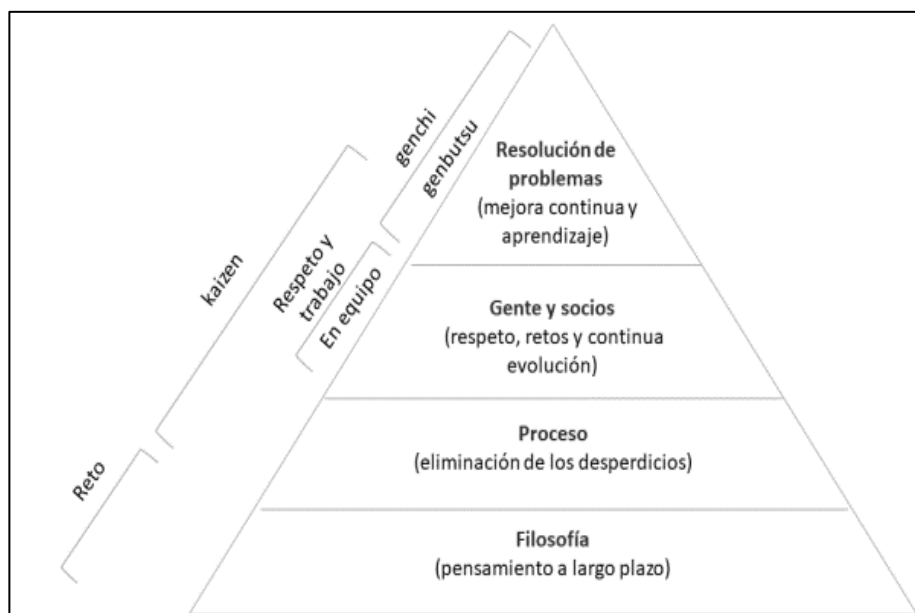 genchi
genbutsu
kaizen
Respeto y
trabajo
En equipo
Reto
Resolución de
problemas
(mejora continua y
aprendizaje)
Gente y socios
(respeto, retos y continua
evolución)
Proceso
(eliminación de los desperdicios)
Filosofía
(pensamiento a largo plazo)